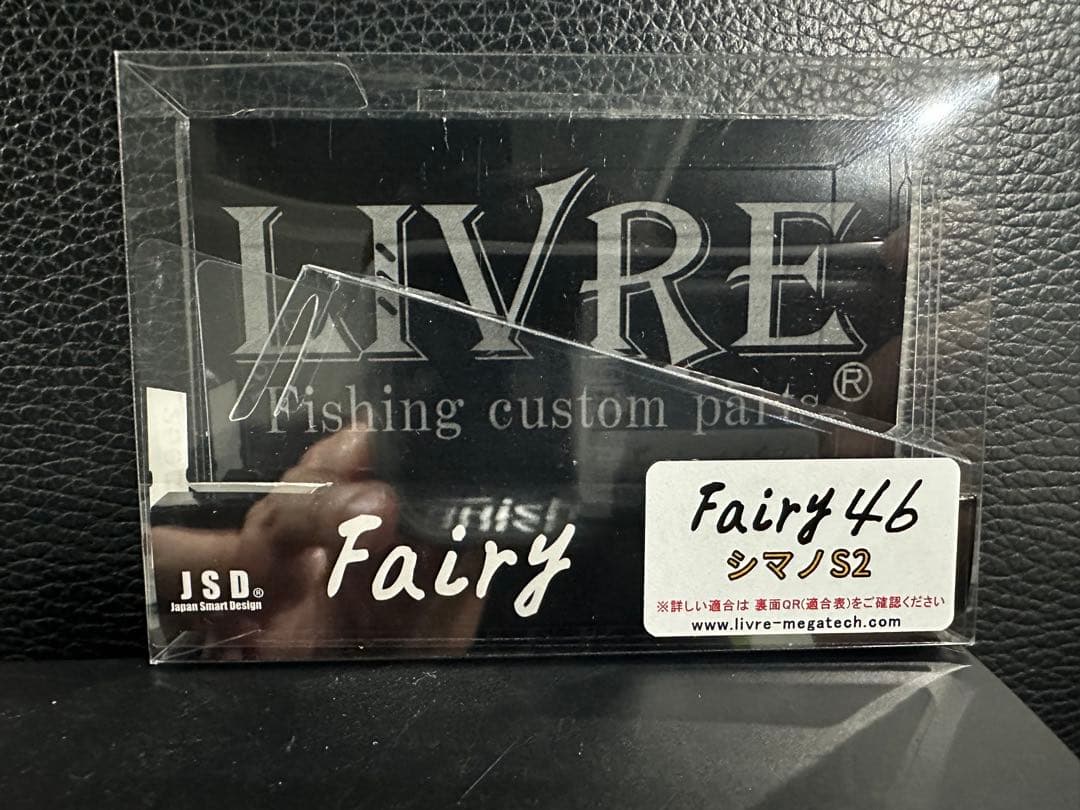 LIVRE
®
Fishing custom parts
Fairy
JSD®
Japan Smart Design
Fairy 46
シマノS2
※詳しい適合は 裏面QR(適合表)をご確認ください
www.livre-megatech.com